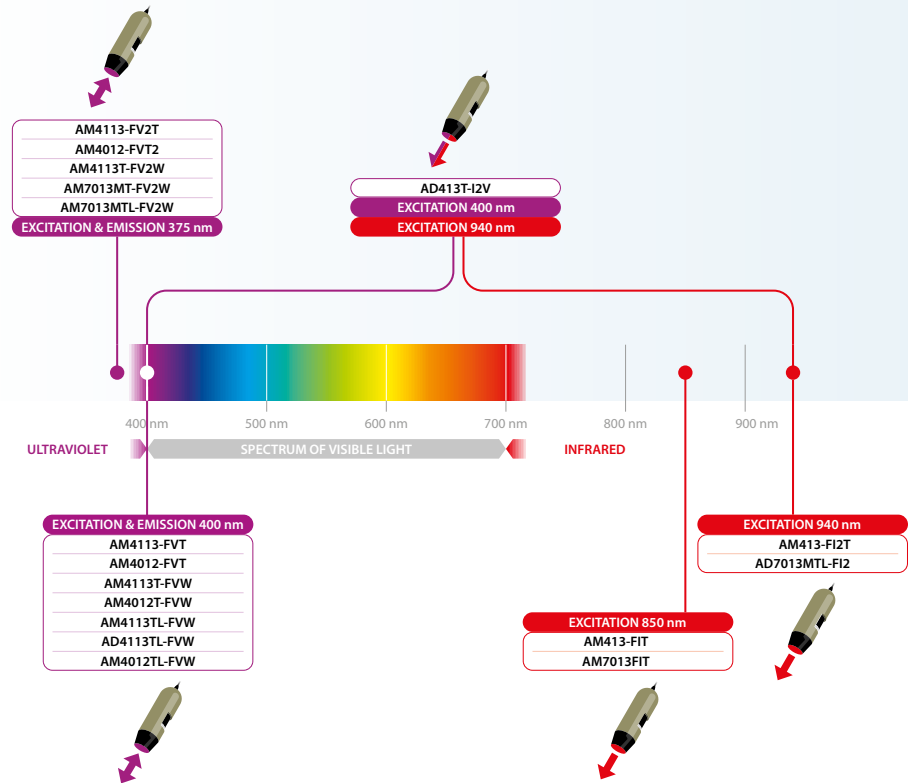 AM4113-FV2T
AM4012-FVT2
AM4113T-FV2W
AM7013MT-FV2W
AM7013MTL-FV2W
EXCITATION & EMISSION 375 nm
AD413T-I2V
EXCITATION 400 nm
EXCITATION 940 nm
400 nm
500 nm
600 nm
700 nm
800 nm
900 nm
ULTRAVIOLET
SPECTRUM OF VISIBLE LIGHT
INFRARED
EXCITATION & EMISSION 400 nm
AM4113-FVT
AM4012-FVT
AM4113T-FVW
AM4012T-FVW
AM4113TL-FVW
AD4113TL-FVW
AM4012TL-FVW
EXCITATION 850 nm
AM413-FIT
AM7013FIT
EXCITATION 940 nm
AM413-FI2T
AD7013MTL-FI2